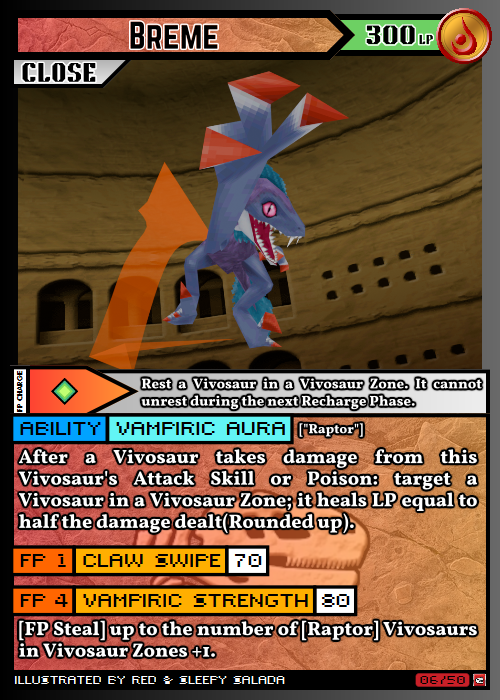 BREME
300 LP
CLOSE
FP CHARGE
Rest a Vivosaur in a Vivosaur Zone. It cannot
unrest during the next Recharge Phase.
ABILITY VAMPIRIC AURA ["Raptor"]
After a Vivosaur takes damage from this
Vivosaur's Attack Skill or Poison: target a
Vivosaur in a Vivosaur Zone; it heals LP equal to
half the damage dealt(Rounded up).
FP 1 CLAW SWIPE 70
FP 4 VAMPIRIC STRENGTH 80
[FP Steal] up to the number of [Raptor] Vivosaurs
in Vivosaur Zones +1.
ILLUSTRATED BY RED & SLEEPY SALADA
06/50 C